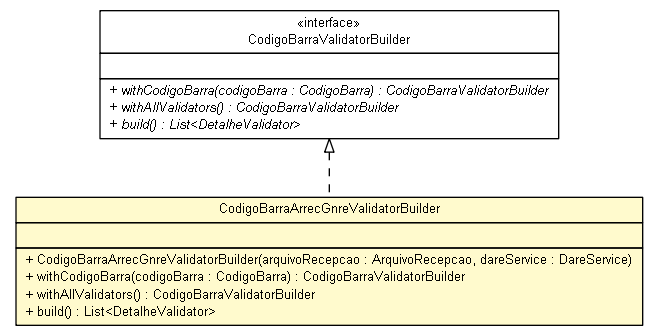 «interface»
CodigoBarraValidatorBuilder
+ withCodigoBarra(codigoBarra : CodigoBarra) : CodigoBarraValidatorBuilder
+ withAllValidators() : CodigoBarraValidatorBuilder
+ build() : List<DetalheValidator>
CodigoBarraArrecGnreValidatorBuilder
+ CodigoBarraArrecGnreValidatorBuilder(arquivoRecepcao : ArquivoRecepcao, dareService : DareService)
+ withCodigoBarra(codigoBarra : CodigoBarra) : CodigoBarraValidatorBuilder
+ withAllValidators() : CodigoBarraValidatorBuilder
+ build() : List<DetalheValidator>